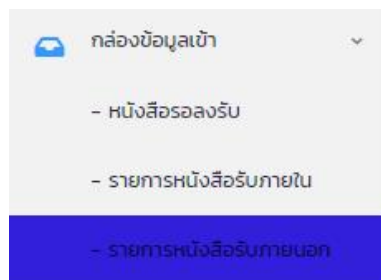 กล่องข้อมูลเข้า
- หนังสือรอลงรับ
- รายการหนังสือรับภายใน
- รายการหนังสือรับภายนอก